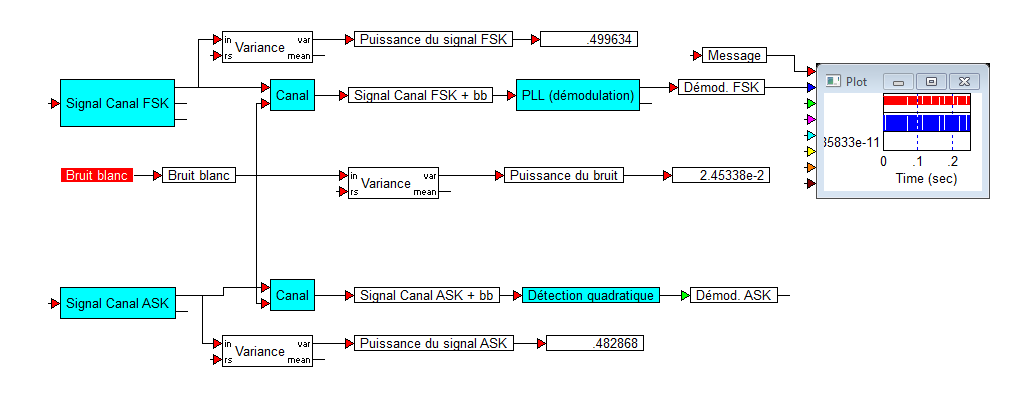 in
rs
Variance
var
mean
Puissance du signal FSK
.499634
Message
Signal Canal FSK
Canal
Signal Canal FSK + bb
PLL (démodulation)
Démod. FSK
Plot
35833e-11
0 .1 .2
Time (sec)
Bruit blanc
Bruit blanc
in
rs
Variance
var
mean
Puissance du bruit
2.45338e-2
Signal Canal ASK
Canal
Signal Canal ASK + bb
Détection quadratique
Démod. ASK
in
rs
Variance
var
mean
Puissance du signal ASK
.482868